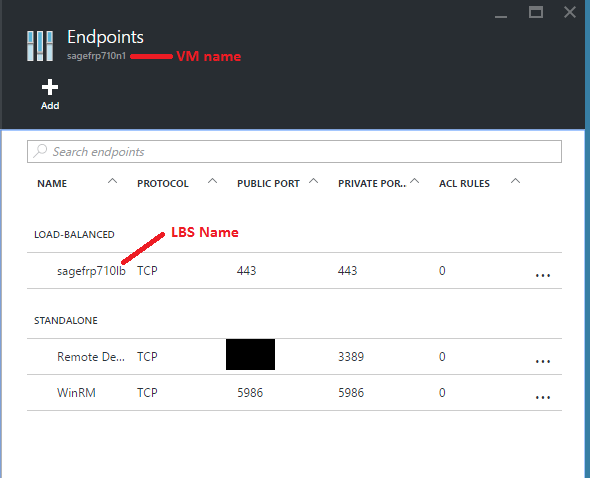 Endpoints
sagefrp710n1 VM name
Add
Search endpoints
NAME PROTOCOL PUBLIC PORT PRIVATE POR.. ACL RULES
LOAD-BALANCED
LBS Name
sagefrp710lb TCP 443 443 0 ...
STANDALONE
Remote De... TCP 3389 0 ...
WinRM TCP 5986 5986 0 ...